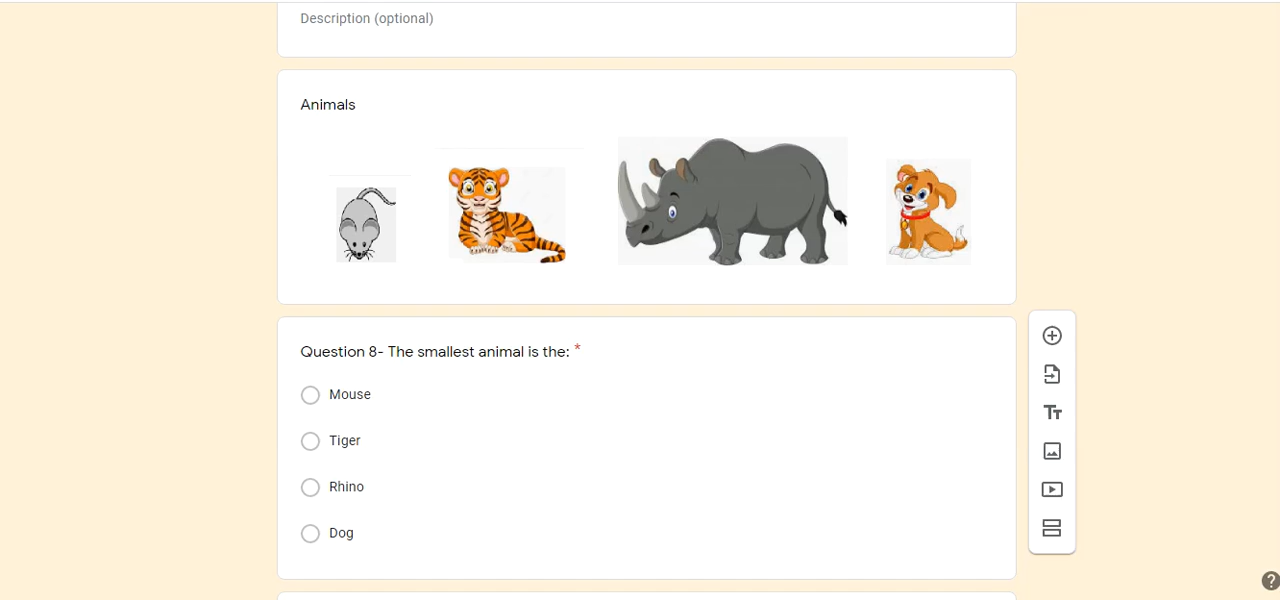 Description (optional)
Animals
Question 8- The smallest animal is the: *
Mouse
Tiger
Rhino
Dog